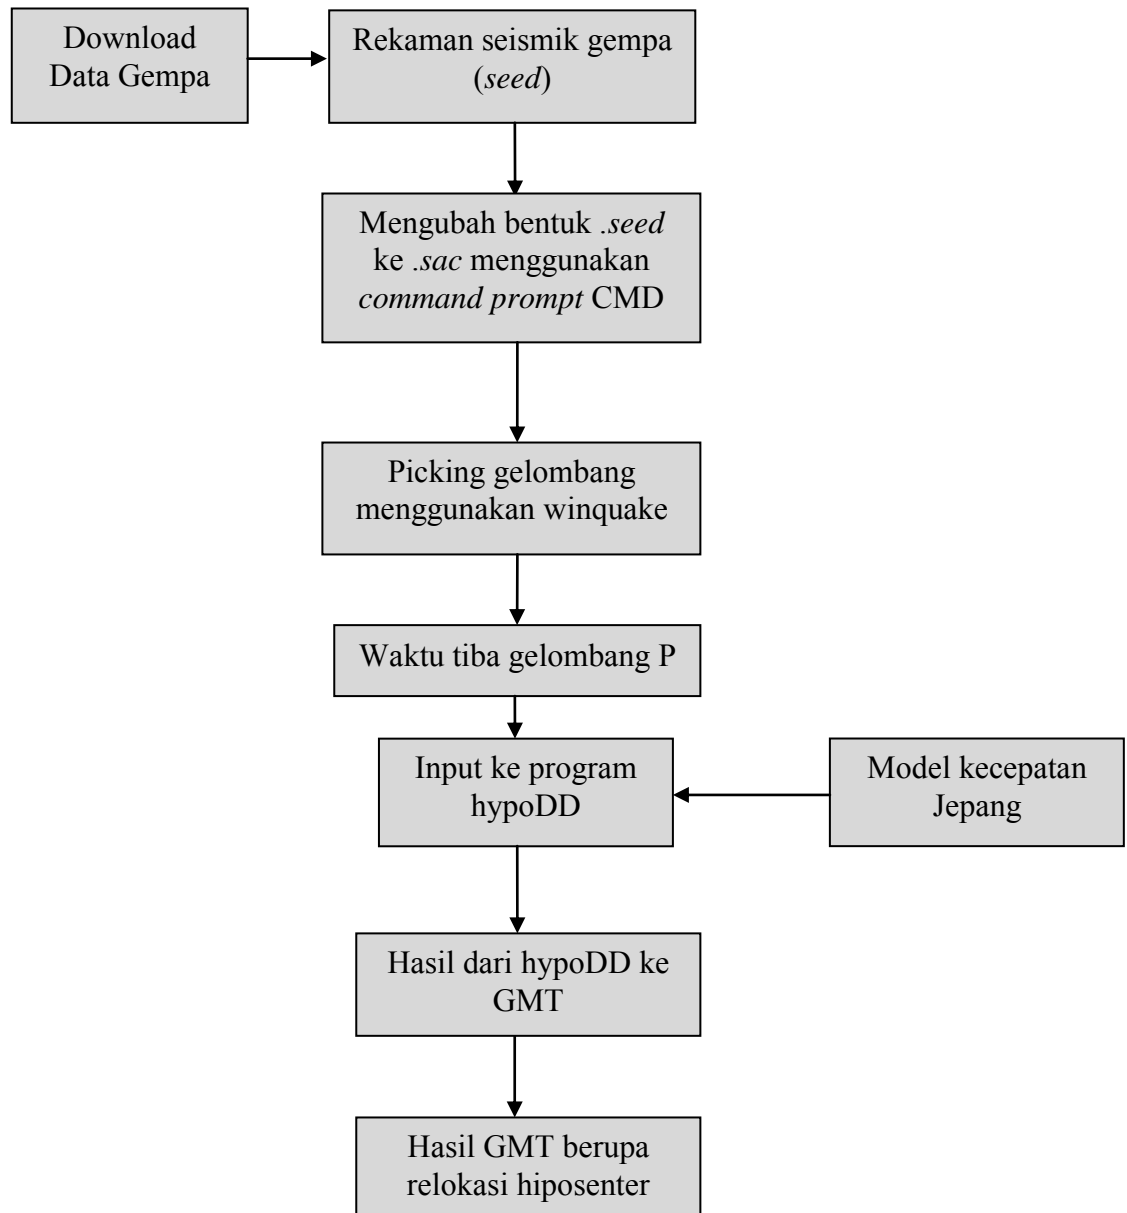 Download
Data Gempa
Rekaman seismik gempa
(seed)
Mengubah bentuk .seed
ke .sac menggunakan
command prompt CMD
Picking gelombang
menggunakan winquake
Waktu tiba gelombang P
Input ke program
hypoDD
Model kecepatan
Jepang
Hasil dari hypoDD ke
GMT
Hasil GMT berupa
relokasi hiposenter